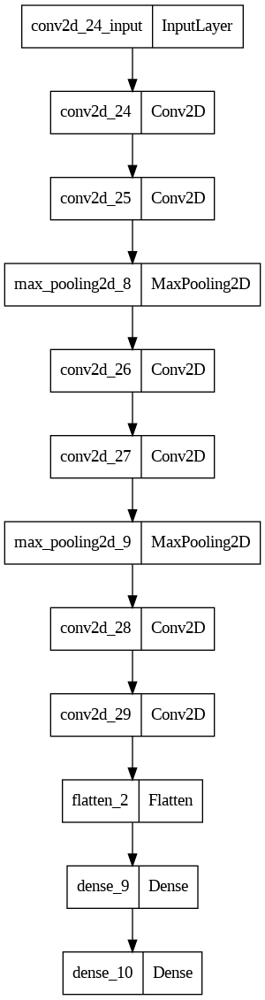 conv2d_24_input InputLayer
conv2d_24 Conv2D
conv2d_25 Conv2D
max_pooling2d_8 MaxPooling2D
conv2d_26 Conv2D
conv2d_27 Conv2D
max_pooling2d_9 MaxPooling2D
conv2d_28 Conv2D
conv2d_29 Conv2D
flatten_2 Flatten
dense_9 Dense
dense_10 Dense